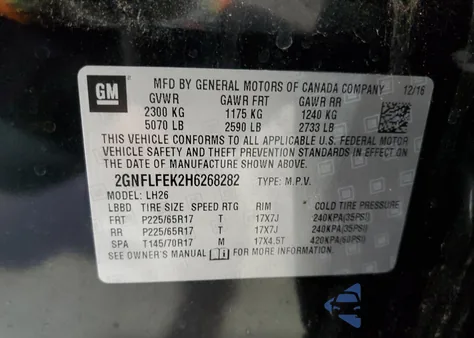 GM
MFD BY GENERAL MOTORS OF CANADA COMPANY 12/16
GVWR GAWR FRT GAWR RR
2300 KG 1175 KG 1240 KG
5070 LB 2590 LB 2733 LB
THIS VEHICLE CONFORMS TO ALL APPLICABLE U.S. FEDERAL MOTOR
VEHICLE SAFETY AND THEFT PREVENTION STANDARDS IN EFFECT ON THE
DATE OF MANUFACTURE SHOWN ABOVE.
2GNFLFEK2H6268282 TYPE: M.P.V.
MODEL: LH26
LBBD TIRE SIZE SPEED RTG RIM COLD TIRE PRESSURE
FRT P225/65R17 T 17X7J 240KPA(35PSI)
RR P225/65R17 T 17X7J 240KPA(35PSI)
SPA T145/70R17 M 17X4.5T 420KPA(60PSI)
SEE OWNER'S MANUAL FOR MORE INFORMATION